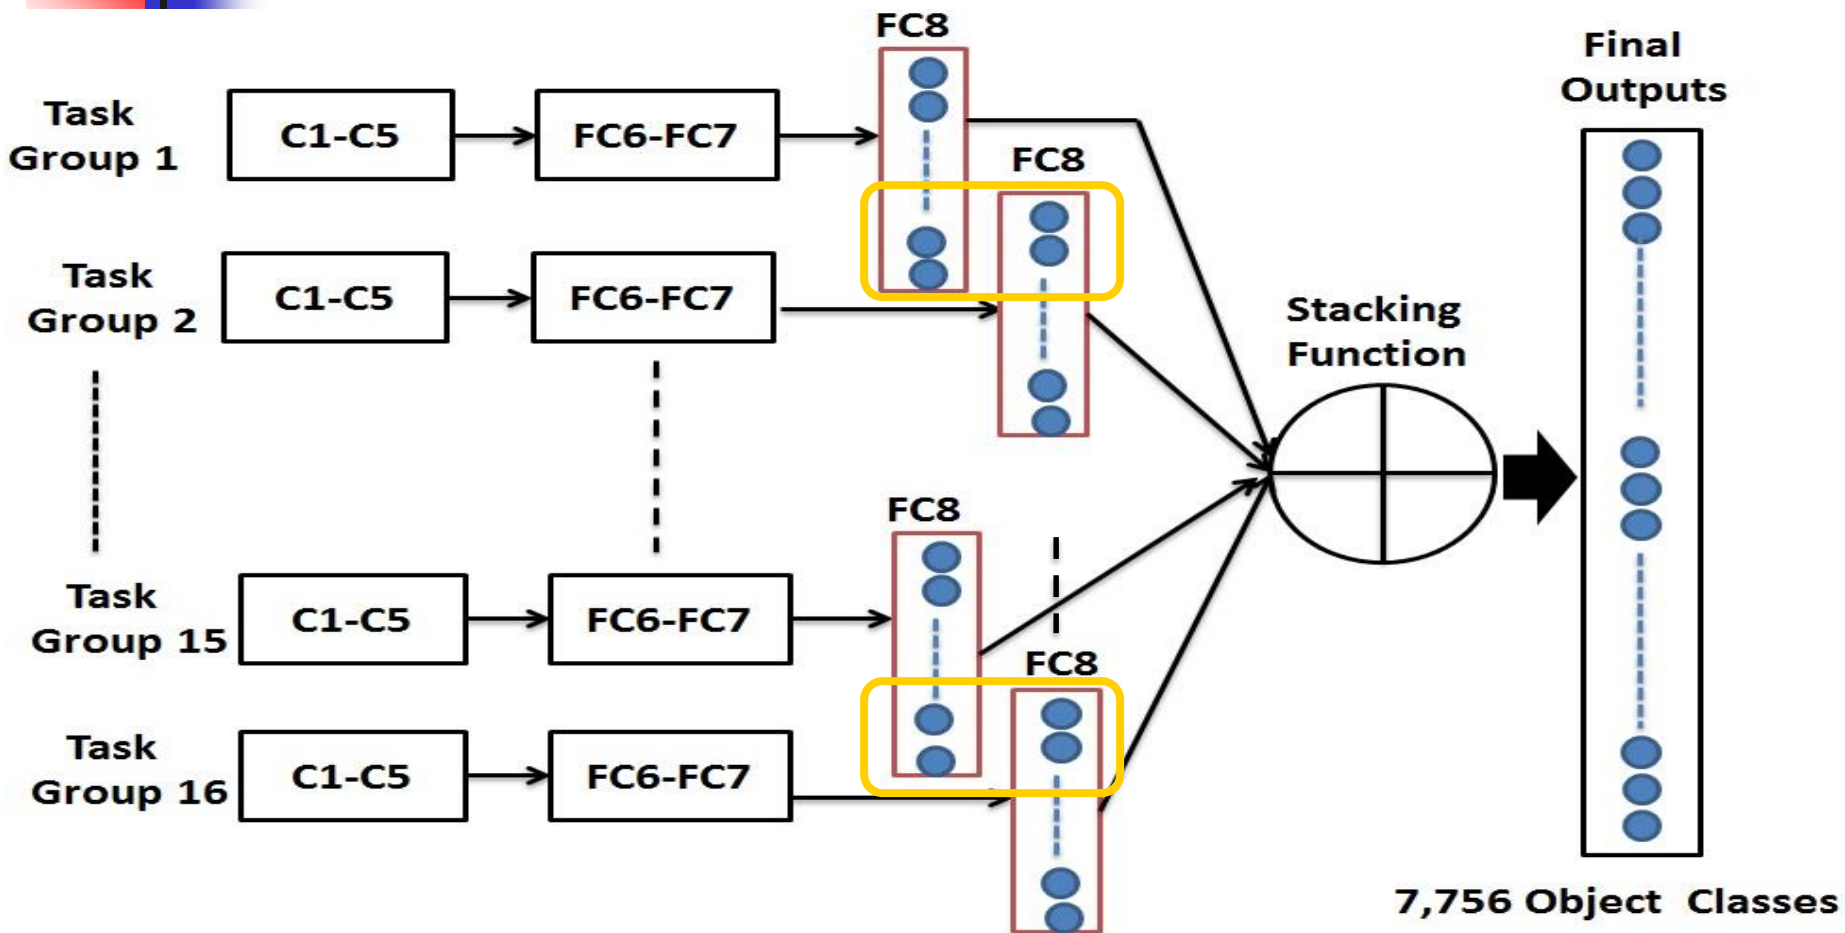 FC8
Final
Outputs
Task
Group 1
C1-C5
FC6-FC7
FC8
Task
Group 2
C1-C5
FC6-FC7
Stacking
Function
FC8
Task
Group 15
C1-C5
FC6-FC7
FC8
Task
Group 16
C1-C5
FC6-FC7
7,756 Object Classes